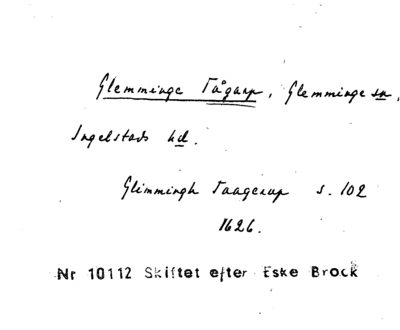 Glemminge Tågarp, Glemminge sn,
Ingelstads hd.
Glimmingh Taagerup s. 102
1626.
Nr 10112 Skiftet efter Eske Brock